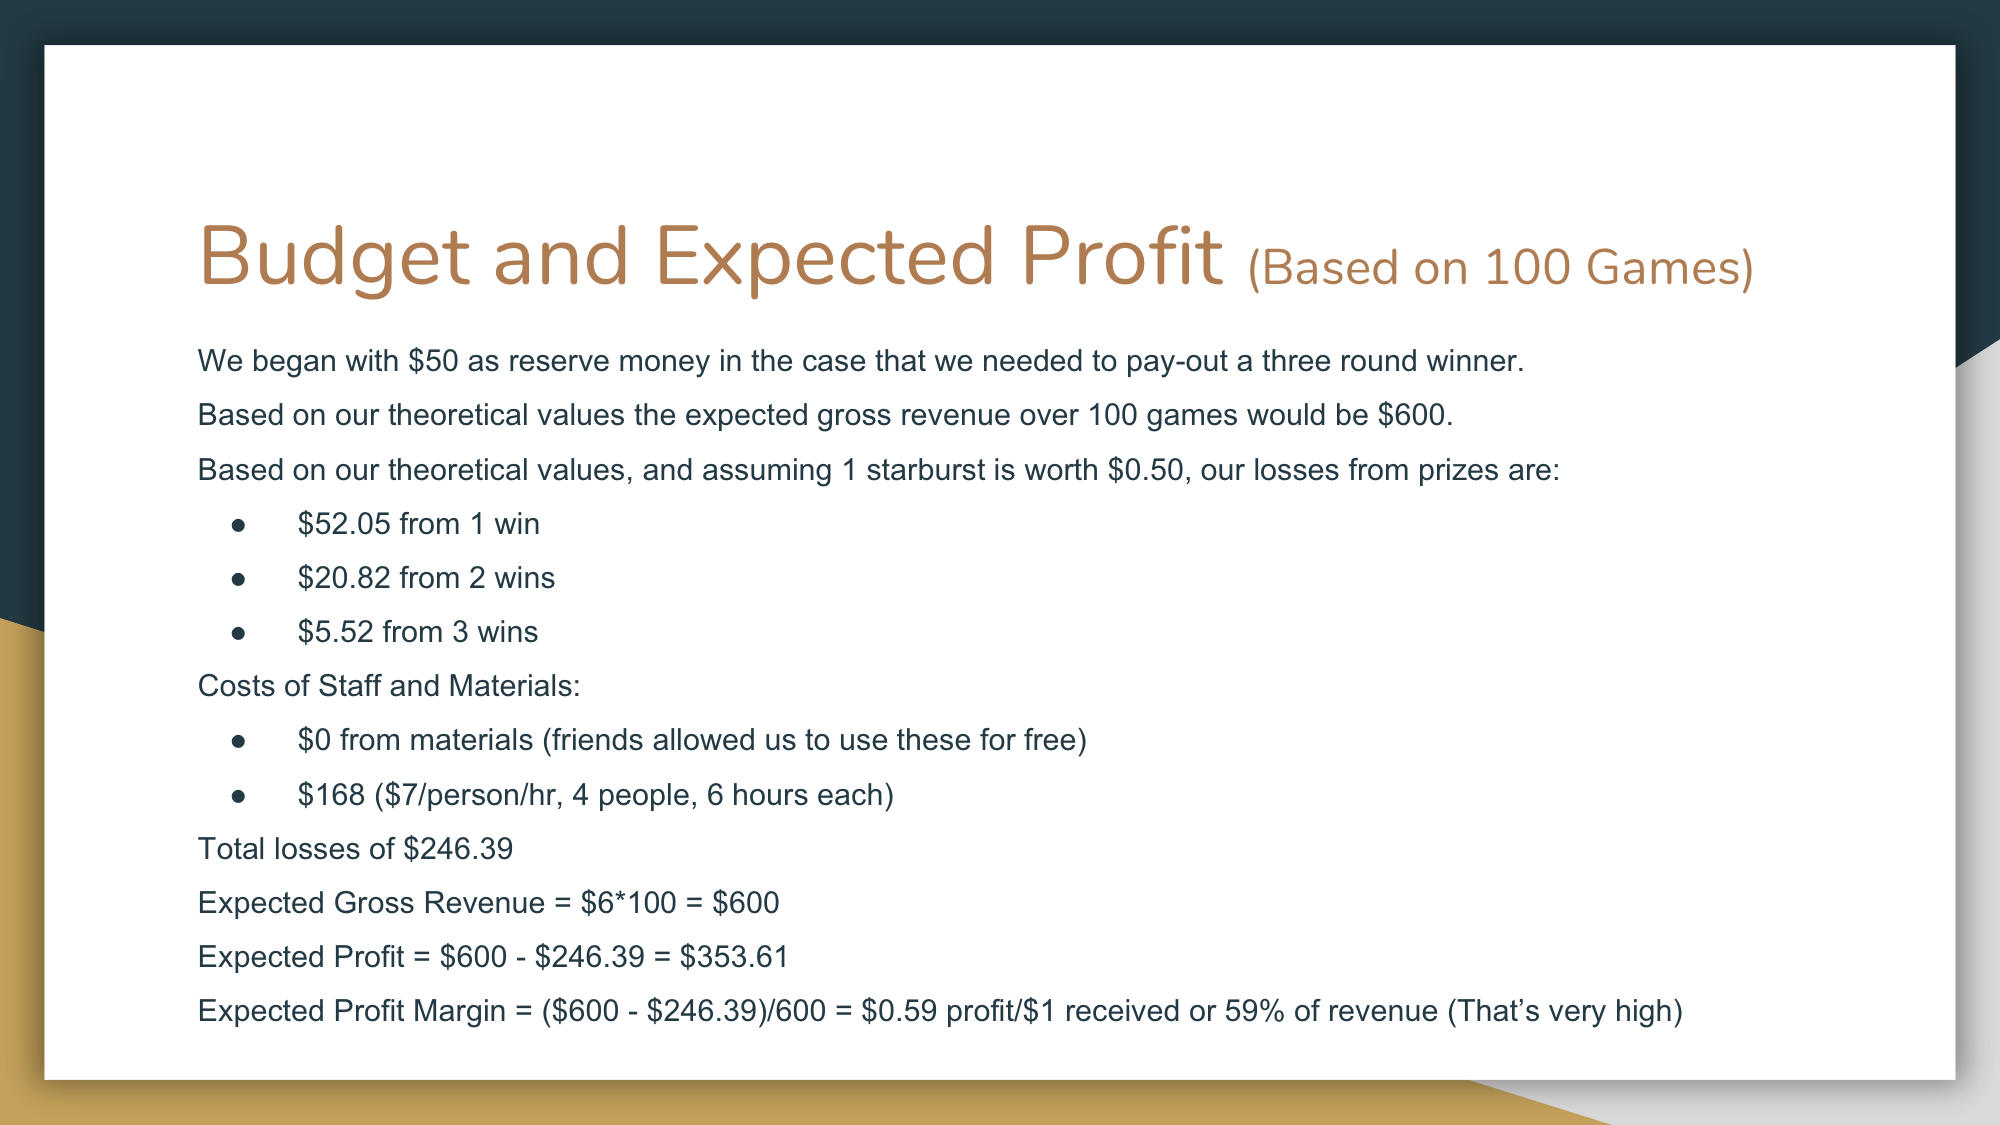 Budget and Expected Profit (Based on 100 Games)
We began with $50 as reserve money in the case that we needed to pay-out a three round winner.
Based on our theoretical values the expected gross revenue over 100 games would be $600.
Based on our theoretical values, and assuming 1 starburst is worth $0.50, our losses from prizes are:
● $52.05 from 1 win
● $20.82 from 2 wins
● $5.52 from 3 wins
Costs of Staff and Materials:
● $0 from materials (friends allowed us to use these for free)
● $168 ($7/person/hr, 4 people, 6 hours each)
Total losses of $246.39
Expected Gross Revenue = $6*100 = $600
Expected Profit = $600 - $246.39 = $353.61
Expected Profit Margin = ($600 - $246.39)/600 = $0.59 profit/$1 received or 59% of revenue (That’s very high)